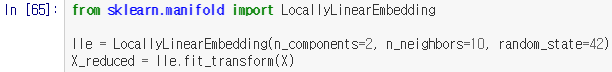 In [65]: from sklearn.manifold import LocallyLinearEmbedding
lle = LocallyLinearEmbedding(n_components=2, n_neighbors=10, random_state=42)
X_reduced = lle.fit_transform(X)